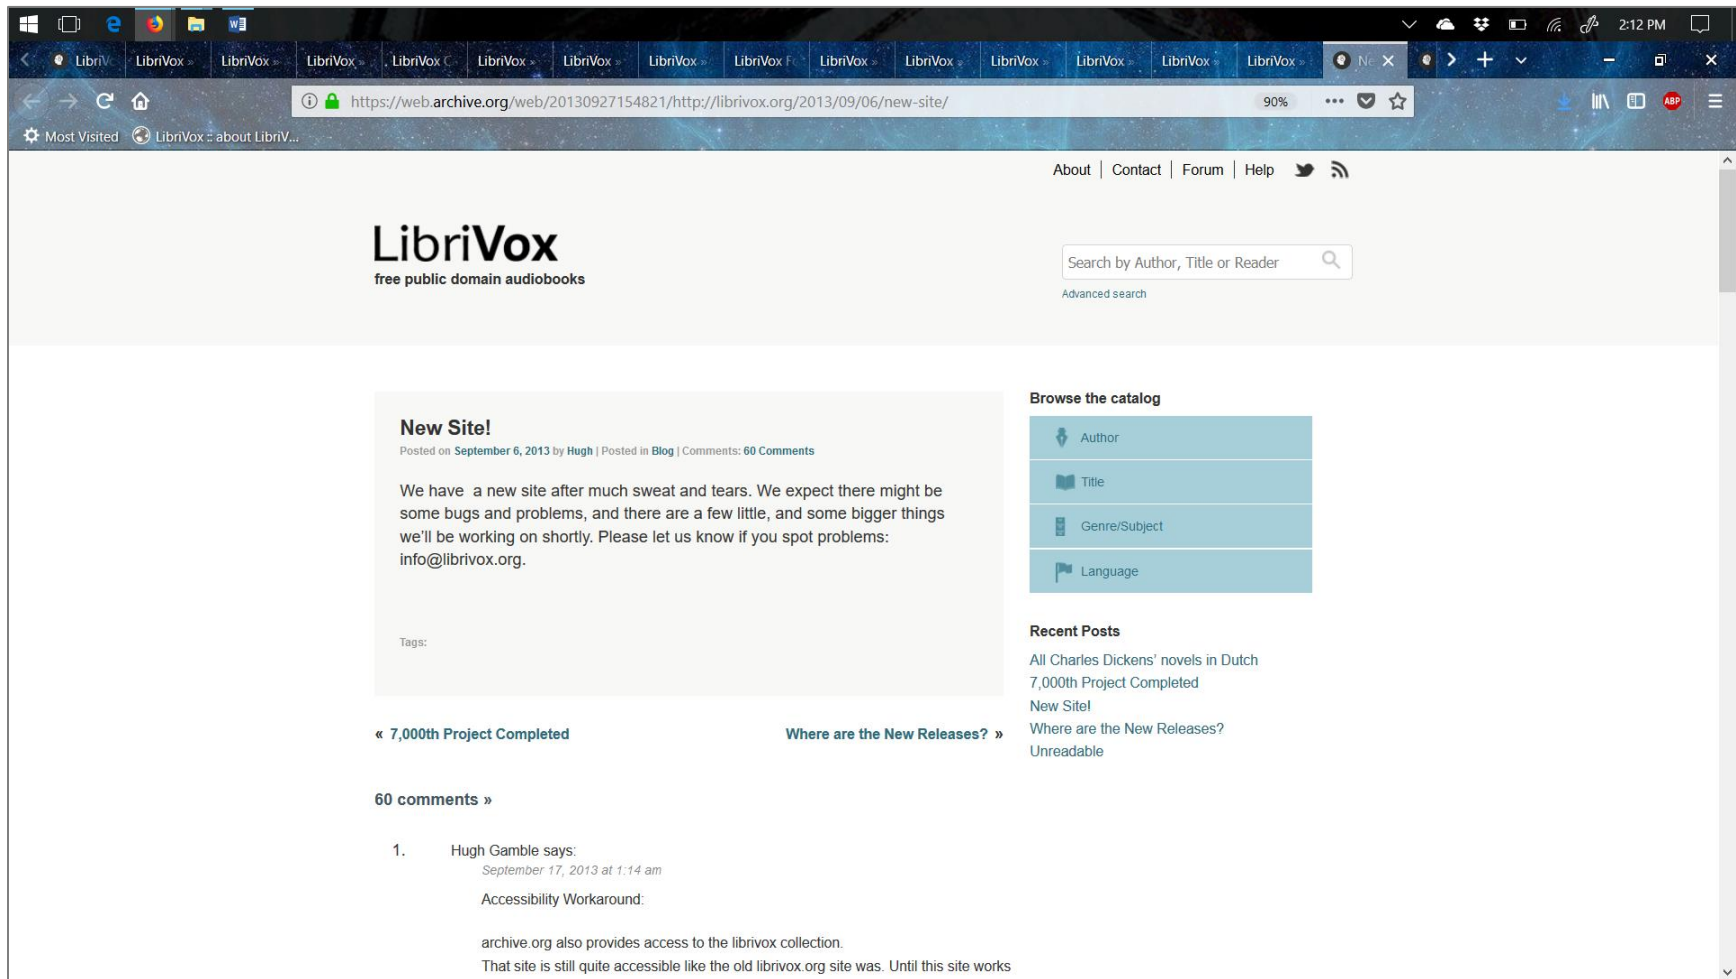 2:12 PM
LibriV
LibriVox »
LibriVox »
LibriVox »
LibriVox C
LibriVox »
LibriVox »
LibriVox »
LibriVox F
LibriVox »
LibriVox »
LibriVox »
LibriVox »
LibriVox »
LibriVox »
Ne
https://web.archive.org/web/20130927154821/http://librivox.org/2013/09/06/new-site/
90%
ABP
Most Visited
LibriVox :: about LibriV...
About | Contact | Forum | Help
LibriVox
free public domain audiobooks
Search by Author, Title or Reader
Advanced search
New Site!
Posted on September 6, 2013 by Hugh | Posted in Blog | Comments: 60 Comments
We have a new site after much sweat and tears. We expect there might be
some bugs and problems, and there are a few little, and some bigger things
we'll be working on shortly. Please let us know if you spot problems:
info@librivox.org.
Tags:
« 7,000th Project Completed
Where are the New Releases? »
60 comments »
1. Hugh Gamble says:
September 17, 2013 at 1:14 am
Accessibility Workaround:
archive.org also provides access to the librivox collection.
That site is still quite accessible like the old librivox.org site was. Until this site works
Browse the catalog
Author
Title
Genre/Subject
Language
Recent Posts
All Charles Dickens' novels in Dutch
7,000th Project Completed
New Site!
Where are the New Releases?
Unreadable